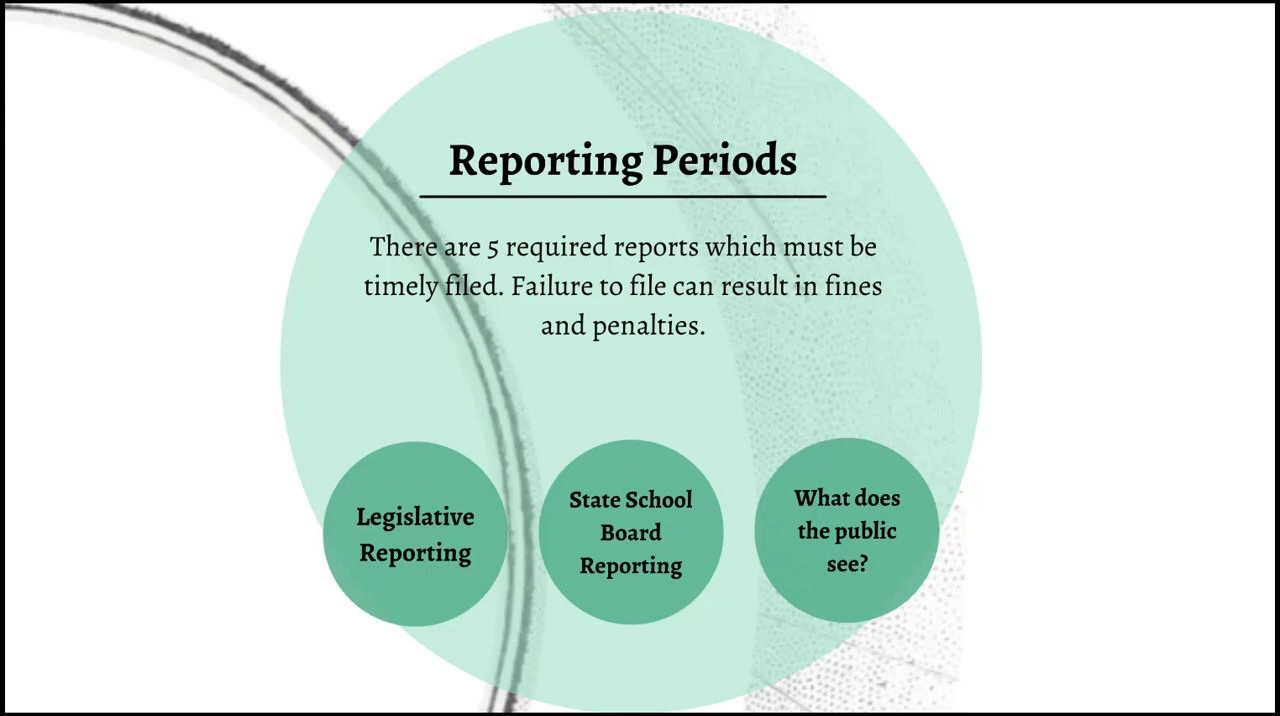 Reporting Periods
There are 5 required reports which must be
timely filed. Failure to file can result in fines
and penalties.
Legislative
Reporting
State School
Board
Reporting
What does
the public
see?